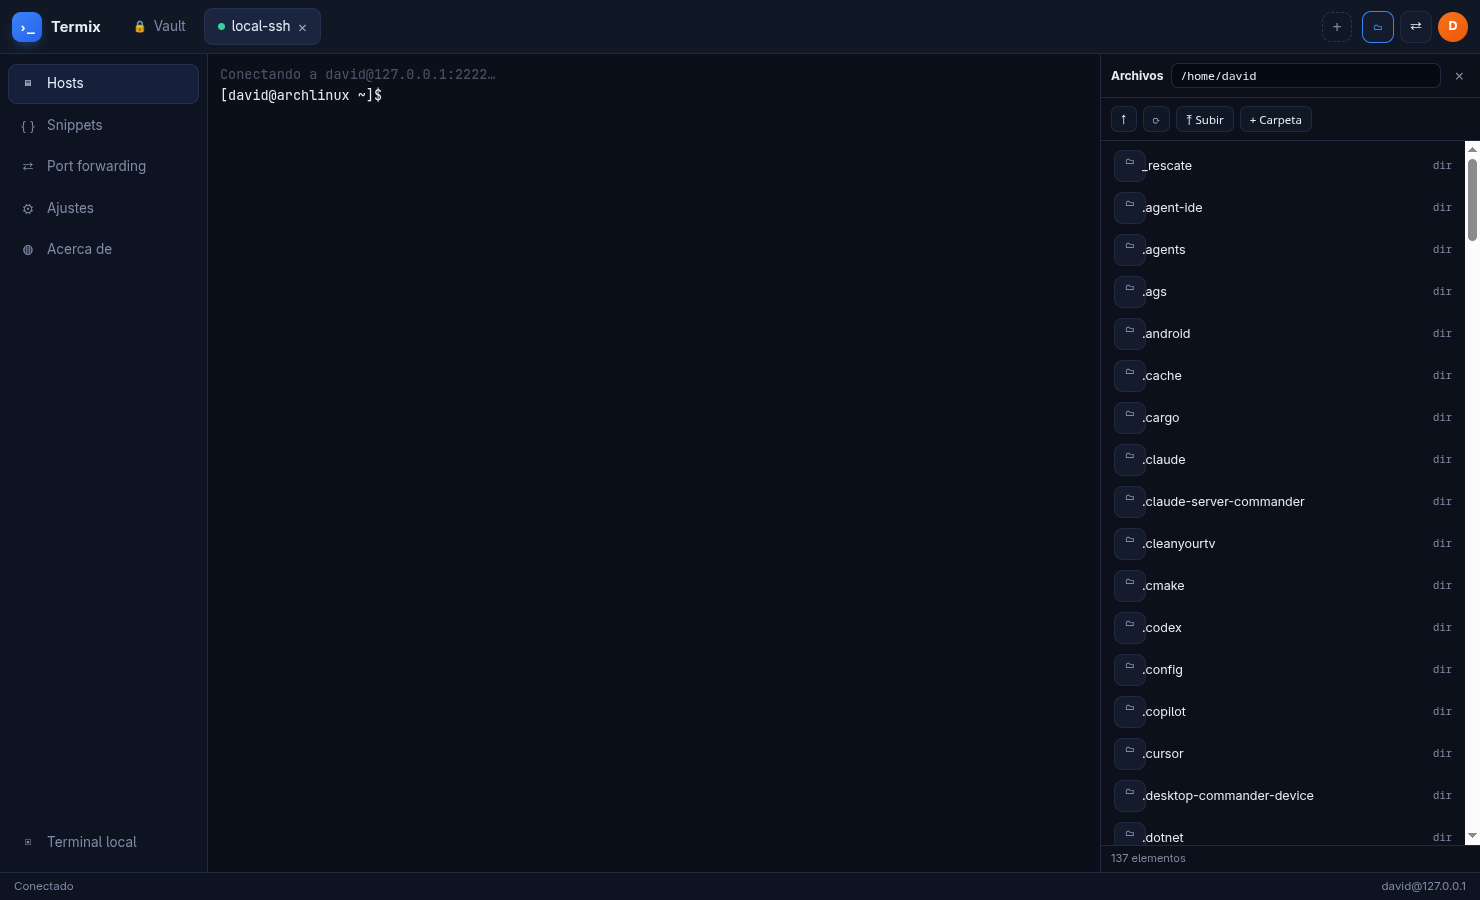 Termix
Vault
local-ssh ×
+
D
Hosts
{ } Snippets
Port forwarding
Ajustes
Acerca de
Terminal local
Conectando a david@127.0.0.1:2222…
[david@archlinux ~]$
Archivos /home/david ×
↑
⤒ Subir
+ Carpeta
_rescate dir
.agent-ide dir
.agents dir
.ags dir
.android dir
.cache dir
.cargo dir
.claude dir
.claude-server-commander dir
.cleanyourtv dir
.cmake dir
.codex dir
.config dir
.copilot dir
.cursor dir
.desktop-commander-device dir
.dotnet dir
137 elementos
Conectado
david@127.0.0.1